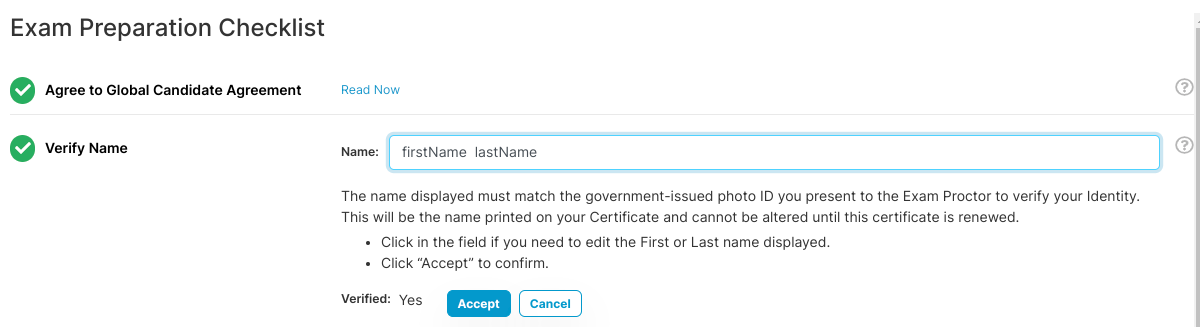 Exam Preparation Checklist
Agree to Global Candidate Agreement Read Now ?
Verify Name Name: firstName lastName ?
The name displayed must match the government-issued photo ID you present to the Exam Proctor to verify your Identity.
This will be the name printed on your Certificate and cannot be altered until this certificate is renewed.
• Click in the field if you need to edit the First or Last name displayed.
• Click “Accept” to confirm.
Verified: Yes Accept Cancel